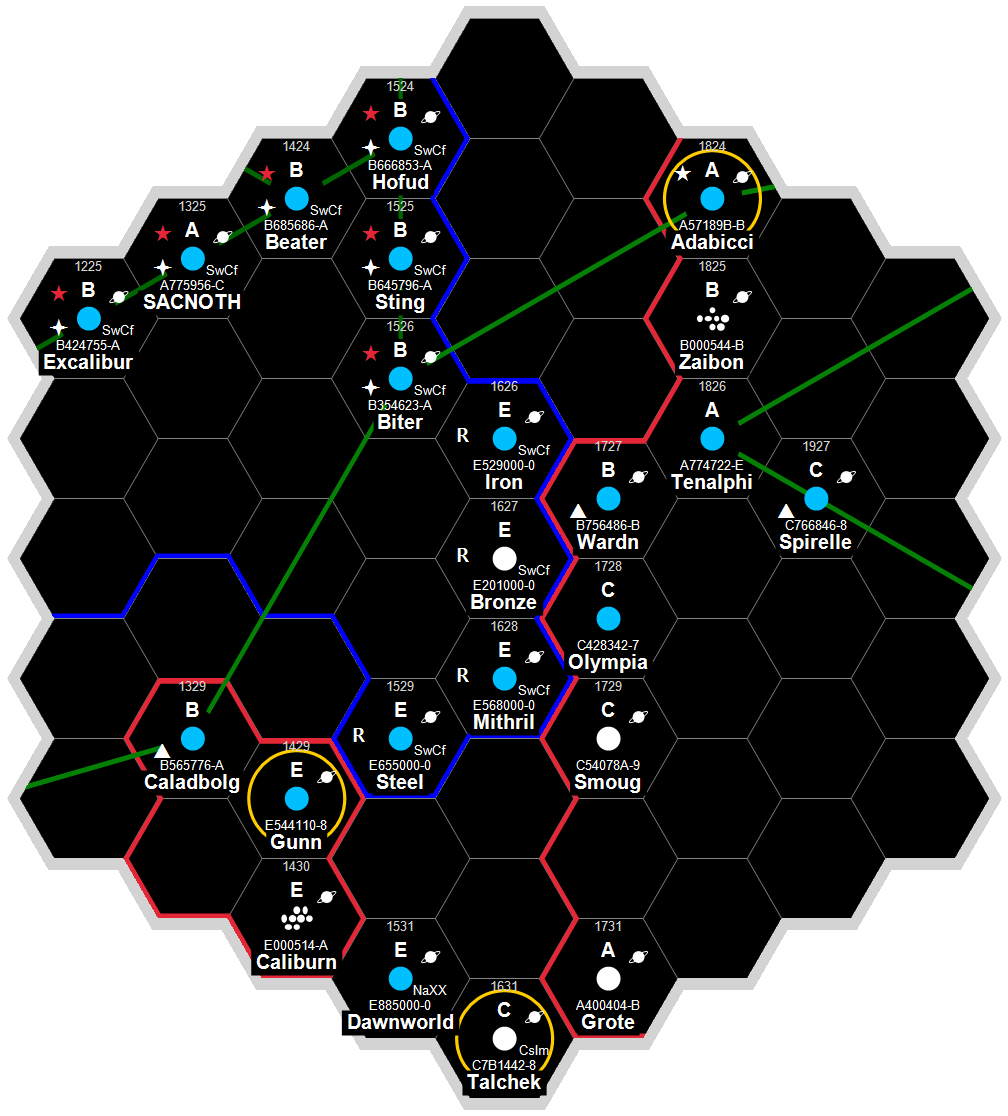 1524
B
SwCf
B666853-A
Hofud
1424
B
SwCf
B685686-A
Beater
1824
A
A57189B-B
Adabicci
1325
A
SwCf
A775956-C
SACNOTH
1525
B
SwCf
B645796-A
Sting
1225
B
SwCf
B424755-A
Excalibur
1825
B
B000544-B
Zaibon
1526
B
SwCf
B354623-A
Biter
1626
E
R
SwCf
E529000-0
Iron
1826
A
A774722-E
Tenalphi
1727
B
B756486-B
Wardn
1927
C
C766846-8
Spirelle
1627
E
R
SwCf
E201000-0
Bronze
1728
C
C428342-7
Olympia
1628
E
R
SwCf
E568000-0
Mithril
1329
B
B565776-A
Caladbolg
1529
E
R
SwCf
E655000-0
Steel
1729
C
C54078A-9
Smoug
1429
E
E544110-8
Gunn
1430
E
E000514-A
Caliburn
1531
E
NaXX
E885000-0
Dawnworld
1731
A
A400404-B
Grote
1631
C
CsIm
C7B1442-8
Talchek